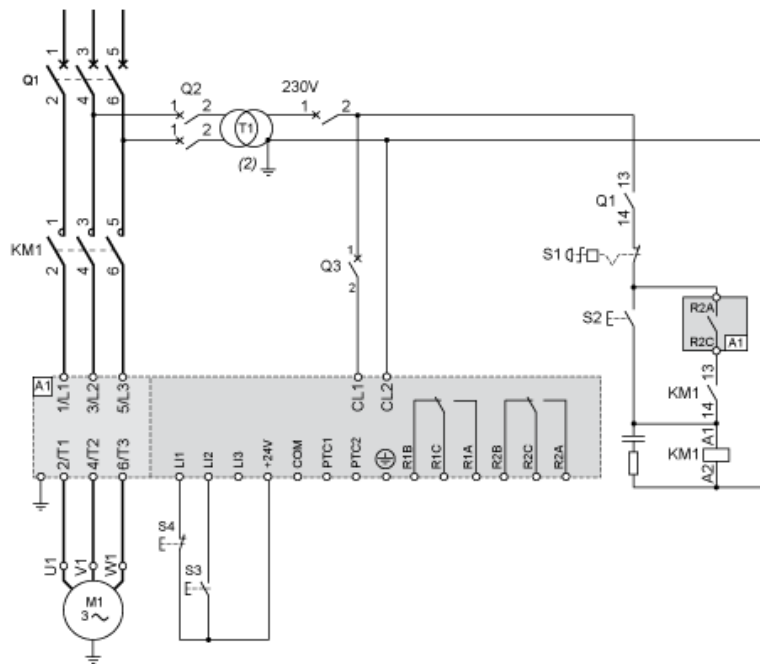 1 3 5
Q1
2 4 6
Q2
1 2
1 2
T1
(2)
230V
1 2
13
Q1
14
S1
S2
R2A
R2C
A1
13
KM1
14
A1
KM1
A2
1 3 5
KM1
2 4 6
Q3
1
2
A1
1/L1 3/L2 5/L3
CL1 CL2
2/T1 4/T2 6/T3
LI1 LI2 LI3 +24V COM PTC1 PTC2 R1B R1C R1A R2B R2C R2A
S4
S3
U1 V1 W1
M1
3